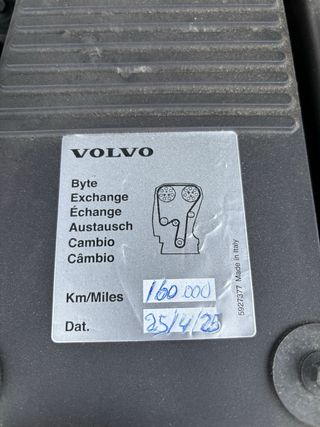 VOLVO
Byte
Exchange
Échange
Austausch
Cambio
Câmbio
Km/Miles 160 000
Dat. 25/4/25
5927377 Made in Italy